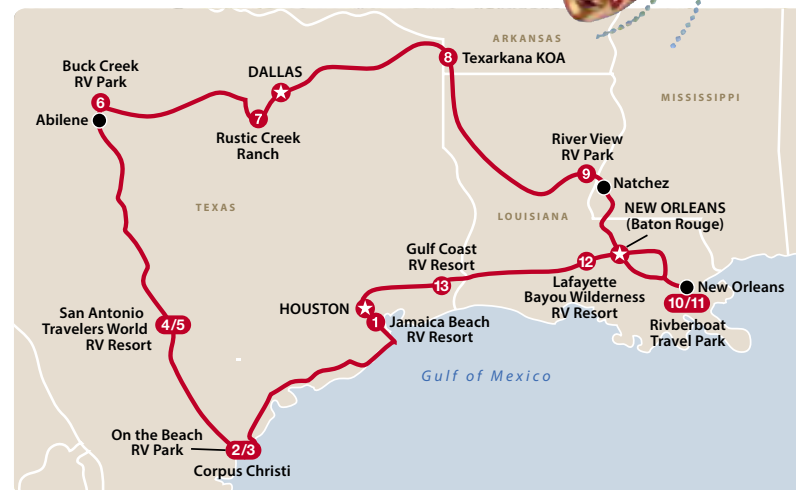 ARKANSAS
8 Texarkana KOA
Buck Creek
RV Park
6
Abilene
DALLAS
7
Rustic Creek
Ranch
MISSISSIPPI
River View
RV Park
9
Natchez
TEXAS
LOUISIANA
NEW ORLEANS
(Baton Rouge)
Gulf Coast
RV Resort
13
12
Lafayette
Bayou Wilderness
RV Resort
New Orleans
10/11
Rivberboat
Travel Park
HOUSTON
1 Jamaica Beach
RV Resort
San Antonio
Travelers World
RV Resort
4/5
Gulf of Mexico
On the Beach
RV Park
2/3
Corpus Christi